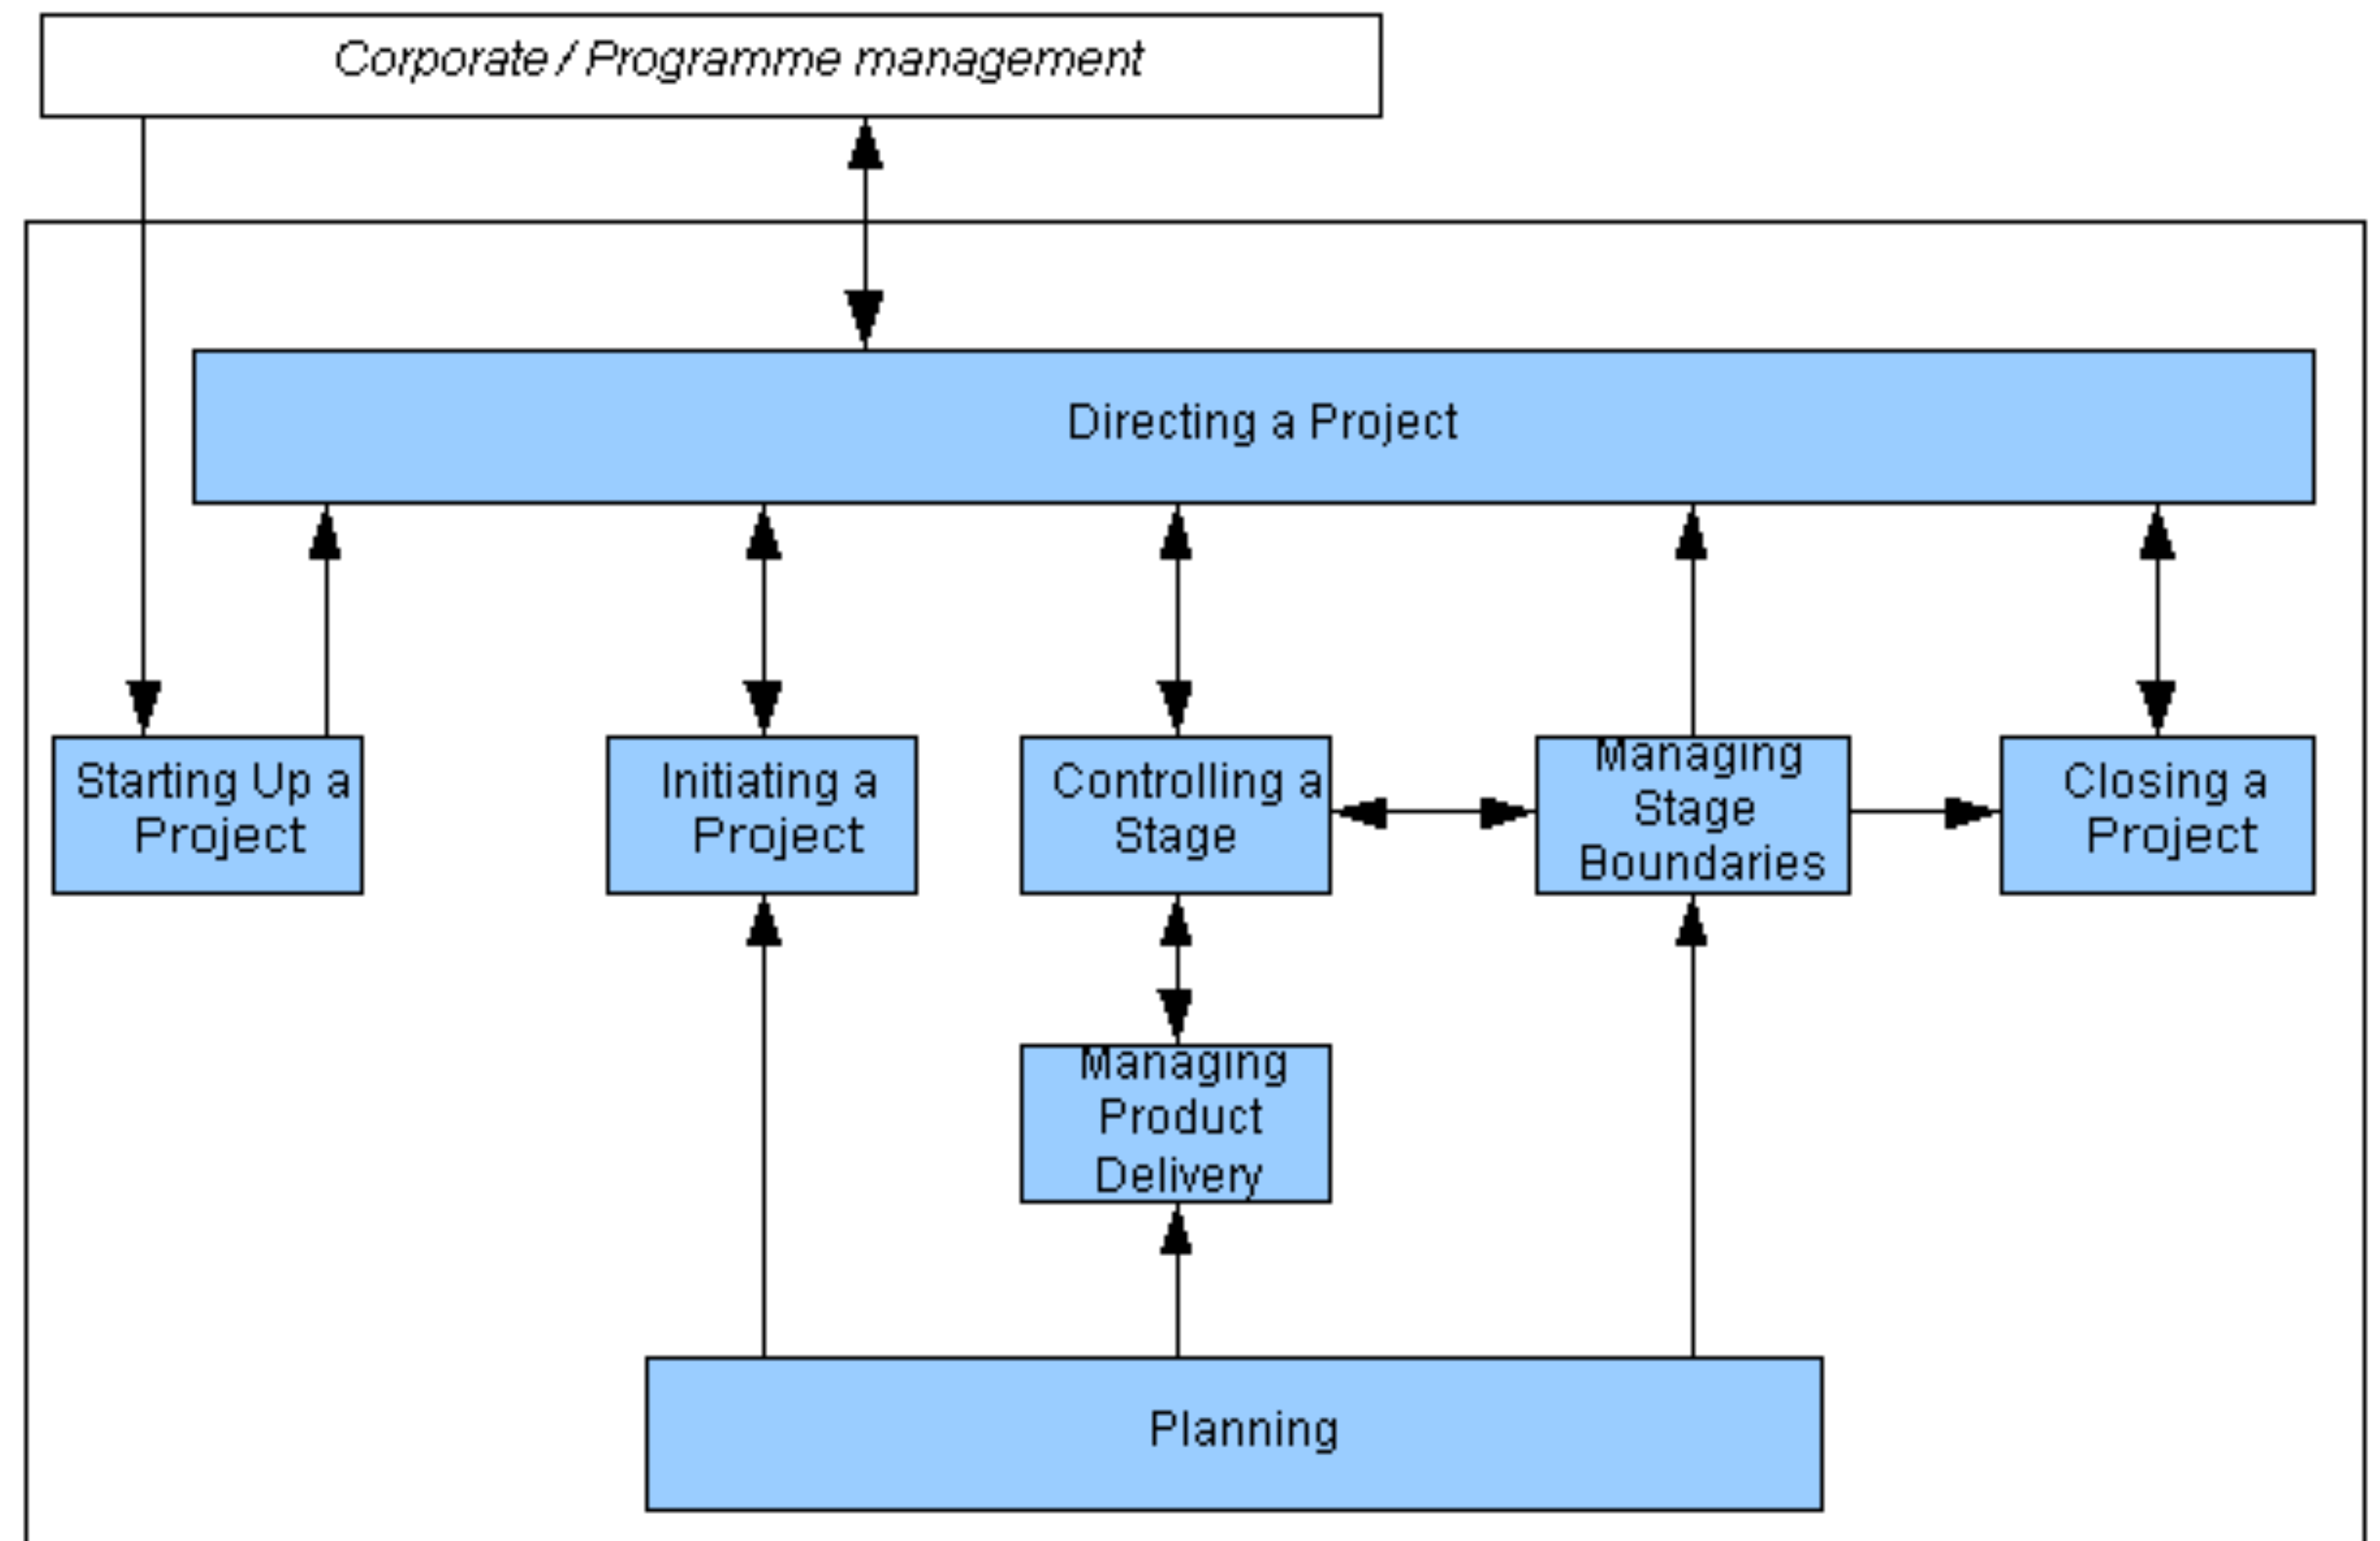 Corporate / Programme management
Directing a Project
Starting Up a
Project
Initiating a
Project
Controlling a
Stage
Managing
Stage
Boundaries
Closing a
Project
Managing
Product
Delivery
Planning